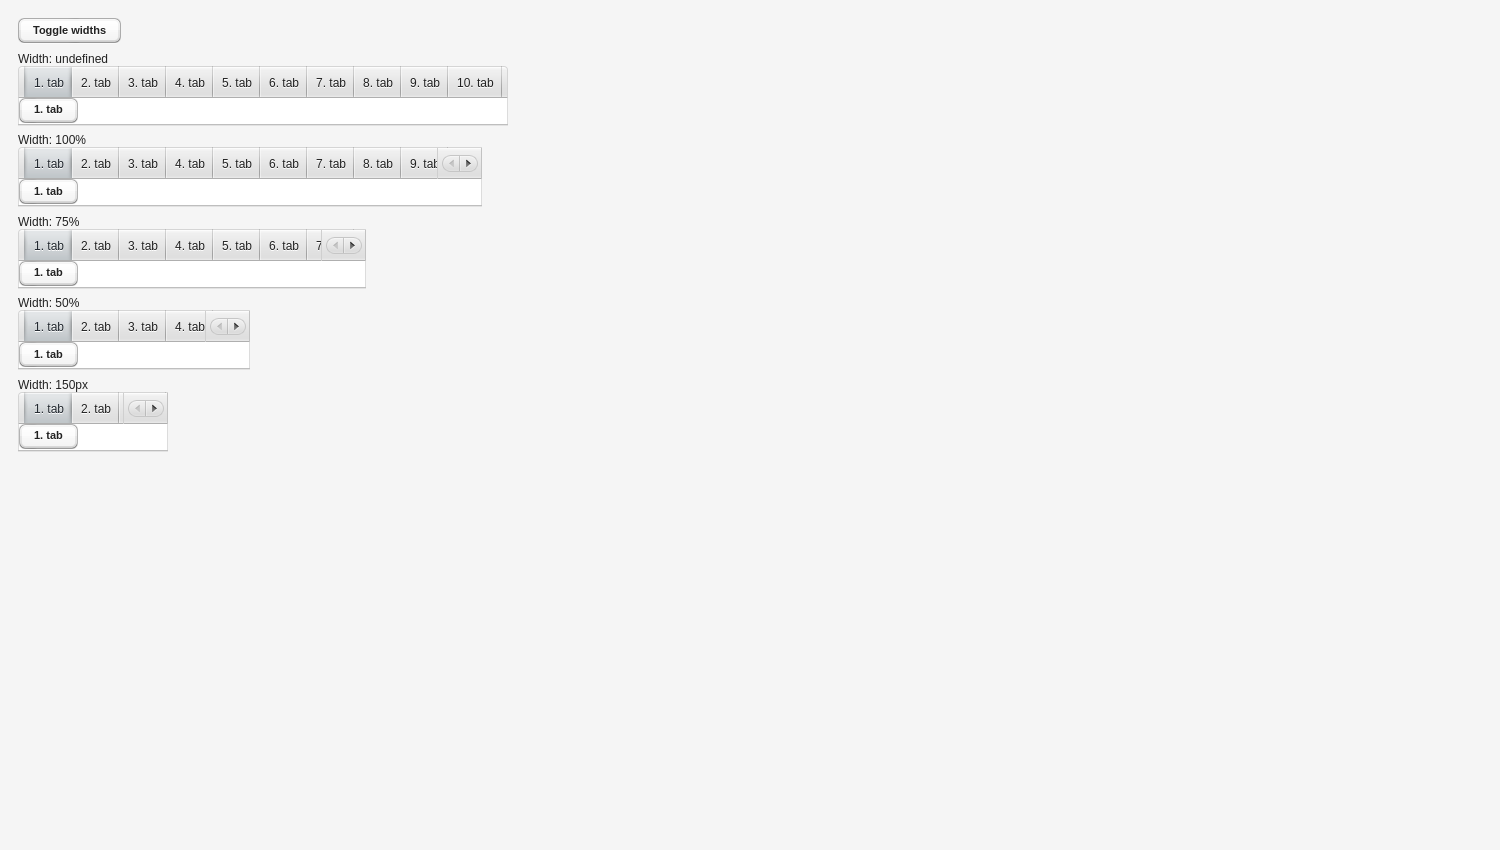 Toggle widths
Width: undefined
1. tab 2. tab 3. tab 4. tab 5. tab 6. tab 7. tab 8. tab 9. tab 10. tab
1. tab
Width: 100%
1. tab 2. tab 3. tab 4. tab 5. tab 6. tab 7. tab 8. tab 9. tab
1. tab
Width: 75%
1. tab 2. tab 3. tab 4. tab 5. tab 6. tab 7
1. tab
Width: 50%
1. tab 2. tab 3. tab 4. tab
1. tab
Width: 150px
1. tab 2. tab
1. tab